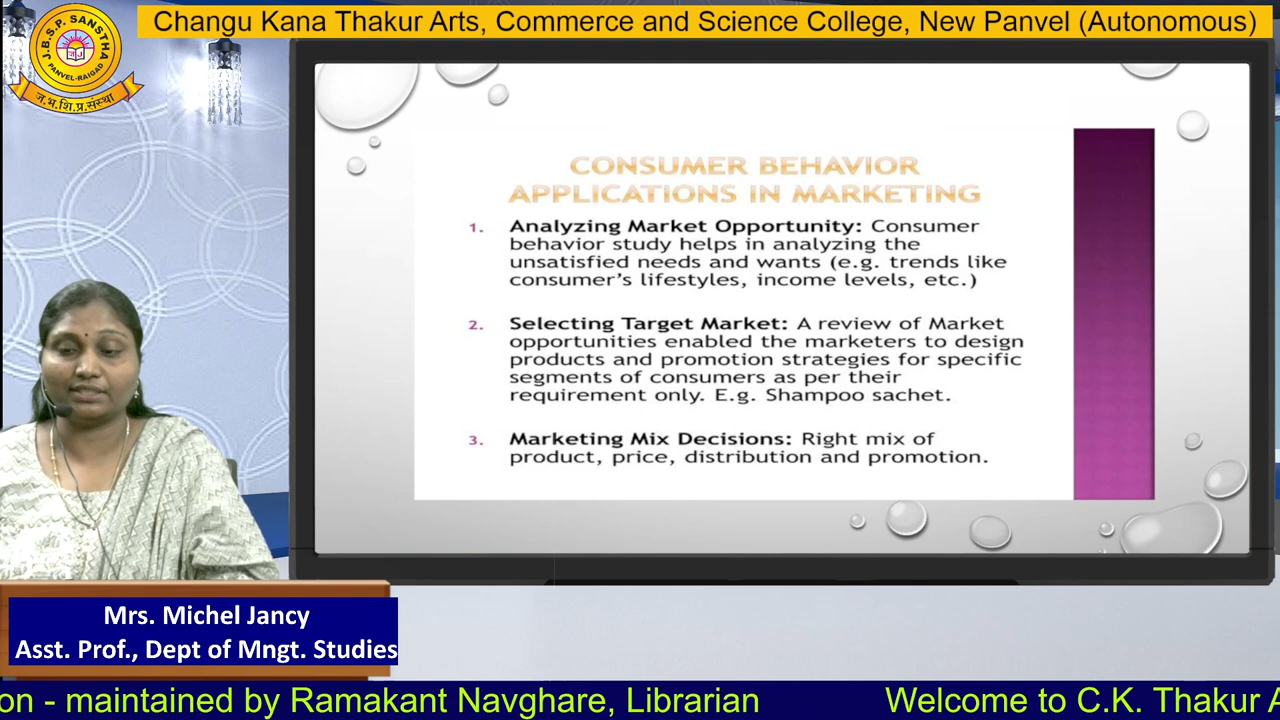 Changu Kana Thakur Arts, Commerce and Science College, New Panvel (Autonomous)
J.B.S.P. SANSTHA
PANVEL-RAIGAD
ज.भ.शि.प्र.संस्था
CONSUMER BEHAVIOR
APPLICATIONS IN MARKETING
1. Analyzing Market Opportunity: Consumer
behavior study helps in analyzing the
unsatisfied needs and wants (e.g. trends like
consumer's lifestyles, income levels, etc.)
2. Selecting Target Market: A review of Market
opportunities enabled the marketers to design
products and promotion strategies for specific
segments of consumers as per their
requirement only. E.g. Shampoo sachet.
3. Marketing Mix Decisions: Right mix of
product, price, distribution and promotion.
Mrs. Michel Jancy
Asst. Prof., Dept of Mngt. Studies
on - maintained by Ramakant Navghare, Librarian Welcome to C.K. Thakur A